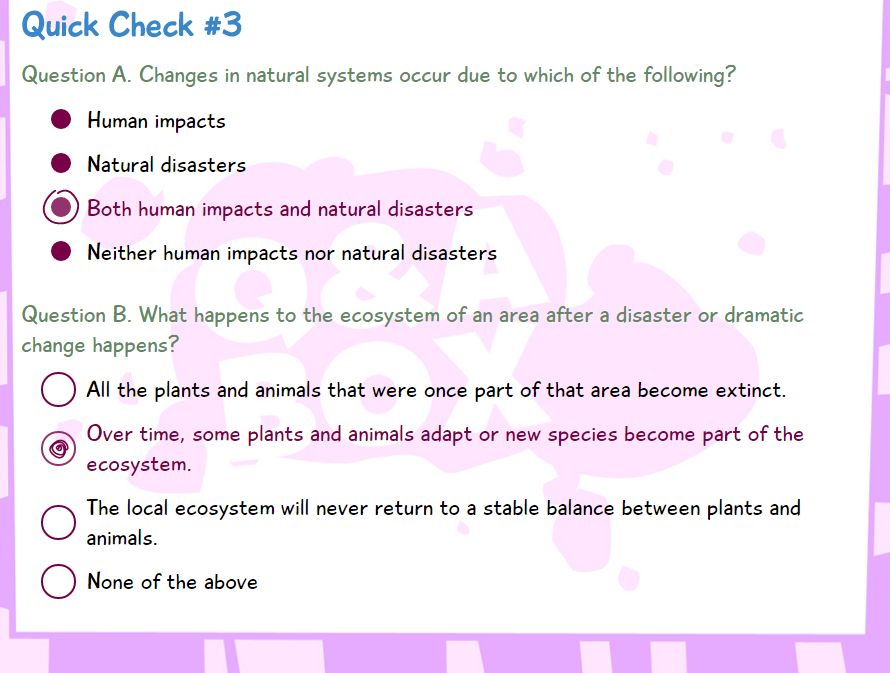 Quick Check #3
Question A. Changes in natural systems occur due to which of the following?
Human impacts
Natural disasters
Both human impacts and natural disasters
Neither human impacts nor natural disasters
Question B. What happens to the ecosystem of an area after a disaster or dramatic
change happens?
All the plants and animals that were once part of that area become extinct.
Over time, some plants and animals adapt or new species become part of the
ecosystem.
The local ecosystem will never return to a stable balance between plants and
animals.
None of the above
Q&A
BOX